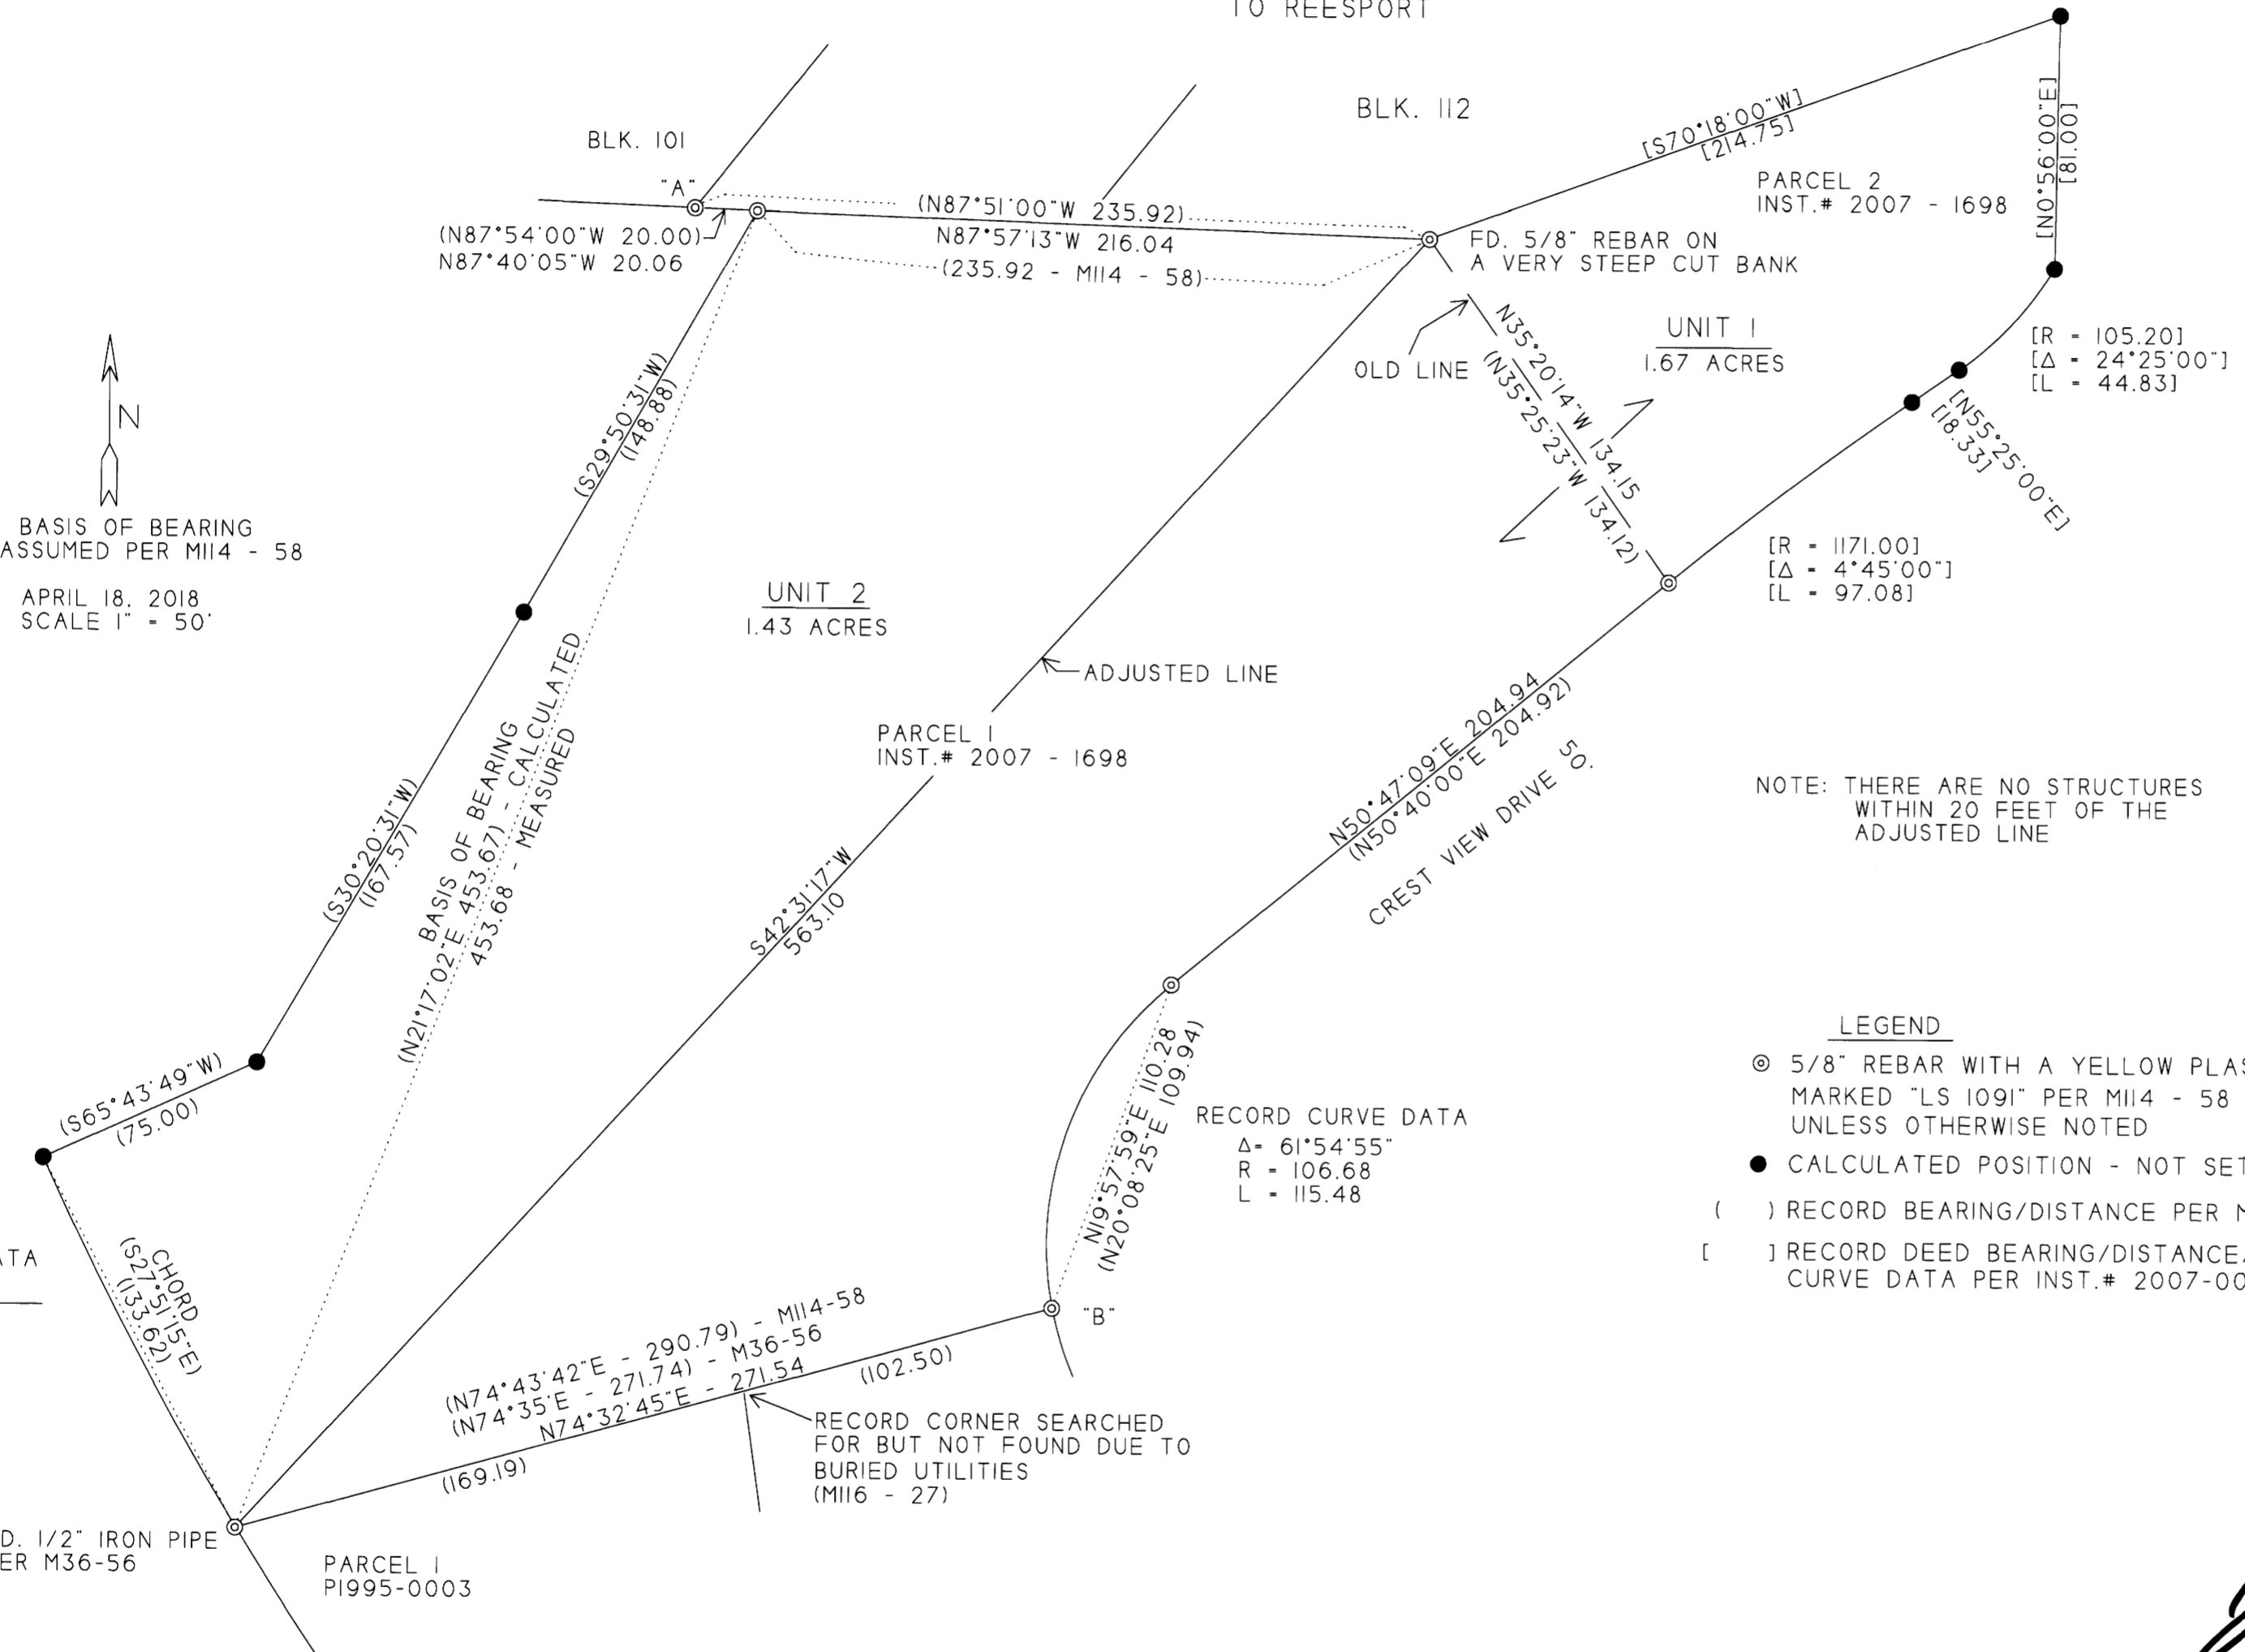 TO REESPORT
BLK. 112
BLK. 101
"A"
[S70°18'00"W]
[214.75]
[N0°56'00"E]
[81.00]
PARCEL 2
INST.# 2007 - 1698
(N87°51'00"W 235.92)
N87°57'13"W 216.04
(235.92 - M114 - 58)
(N87°54'00"W 20.00)
N87°40'05"W 20.06
FD. 5/8" REBAR ON
A VERY STEEP CUT BANK
N
BASIS OF BEARING
ASSUMED PER M114 - 58
APRIL 18, 2018
SCALE 1" = 50'
(S29°50'31"W)
(148.88)
OLD LINE
N35°20'14"W 134.15
(N35°25'23"W 134.12)
UNIT 1
1.67 ACRES
[R = 105.20]
[Δ = 24°25'00"]
[L = 44.83]
[N55°25'00"E]
[18.33]
[R = 1171.00]
[Δ = 4°45'00"]
[L = 97.08]
UNIT 2
1.43 ACRES
ADJUSTED LINE
PARCEL 1
INST.# 2007 - 1698
BASIS OF BEARING
(N21°17'02"E 453.67) - CALCULATED
453.68 - MEASURED
(S30°20'31"W)
(167.57)
S42°31'17"W
563.10
N50°47'09"E 204.94
(N50°40'00"E 204.92)
CREST VIEW DRIVE 50'
NOTE: THERE ARE NO STRUCTURES
WITHIN 20 FEET OF THE
ADJUSTED LINE
(S65°43'49"W)
(75.00)
N19°57'59"E 110.28
(N20°08'25"E 109.94)
RECORD CURVE DATA
Δ= 61°54'55"
R = 106.68
L = 115.48
LEGEND
5/8" REBAR WITH A YELLOW PLAS
MARKED "LS 1091" PER M114 - 58
UNLESS OTHERWISE NOTED
CALCULATED POSITION - NOT SET
( ) RECORD BEARING/DISTANCE PER M
[ ] RECORD DEED BEARING/DISTANCE/
CURVE DATA PER INST.# 2007-00
ATA
CHORD
(S27°51'15"E)
(133.62)
"B"
(N74°43'42"E - 290.79) - M114-58
(N74°35'E - 271.74) - M36-56
N74°32'45"E - 271.54
(102.50)
(169.19)
RECORD CORNER SEARCHED
FOR BUT NOT FOUND DUE TO
BURIED UTILITIES
(M116 - 27)
D. 1/2" IRON PIPE
ER M36-56
PARCEL 1
P1995-0003